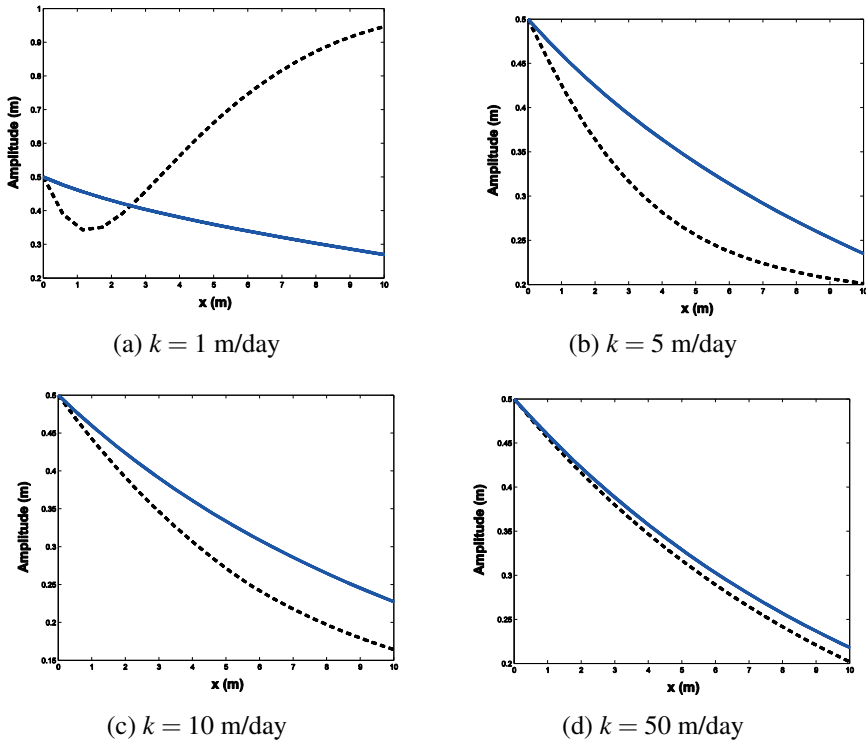 1
0.9
0.8
0.7
0.6
0.5
0.4
0.3
0.2
Amplitude (m)
0 1 2 3 4 5 6 7 8 9 10
x (m)
(a) k = 1 m/day
0.5
0.45
0.4
0.35
0.3
0.25
0.2
Amplitude (m)
0 1 2 3 4 5 6 7 8 9 10
x (m)
(b) k = 5 m/day
0.5
0.45
0.4
0.35
0.3
0.25
0.2
0.15
Amplitude (m)
0 1 2 3 4 5 6 7 8 9 10
x (m)
(c) k = 10 m/day
0.5
0.45
0.4
0.35
0.3
0.25
0.2
Amplitude (m)
0 1 2 3 4 5 6 7 8 9 10
x (m)
(d) k = 50 m/day